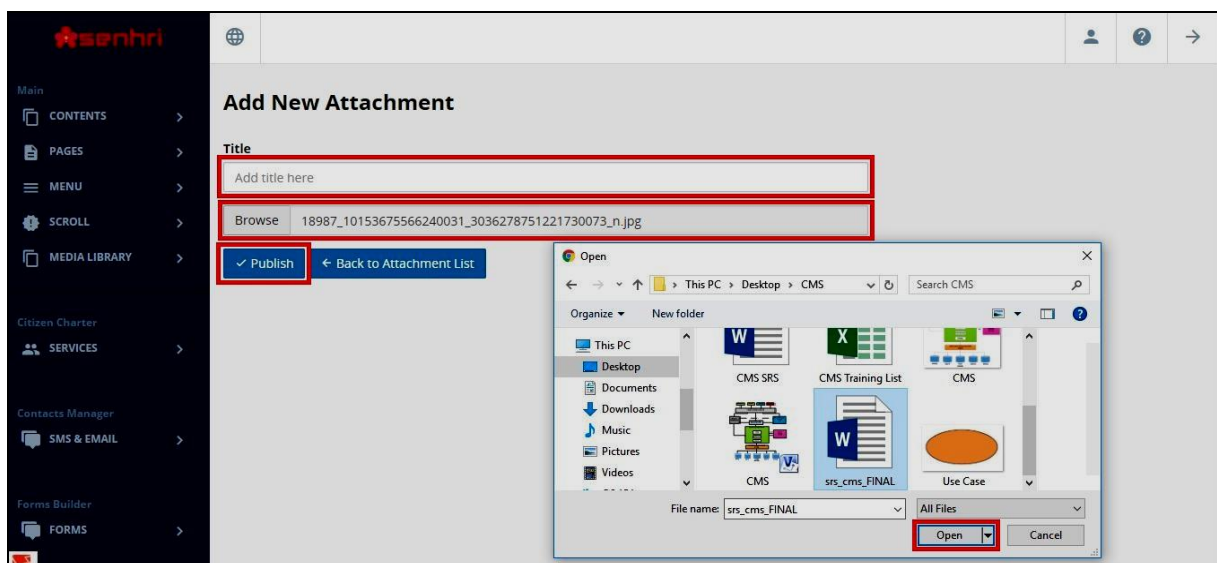 senhri
Main
CONTENTS
PAGES
MENU
SCROLL
MEDIA LIBRARY
Citizen Charter
SERVICES
Contacts Manager
SMS & EMAIL
Forms Builder
FORMS
Add New Attachment
Title
Add title here
Browse 18987_10153675566240031_3036278751221730073_n.jpg
✓ Publish ← Back to Attachment List
Open
This PC > Desktop > CMS Search CMS
Organize New folder
This PC
Desktop
Documents
Downloads
Music
Pictures
Videos
CMS SRS CMS Training List CMS
CMS srs_cms_FINAL Use Case
File name: srs_cms_FINAL All Files
Open Cancel